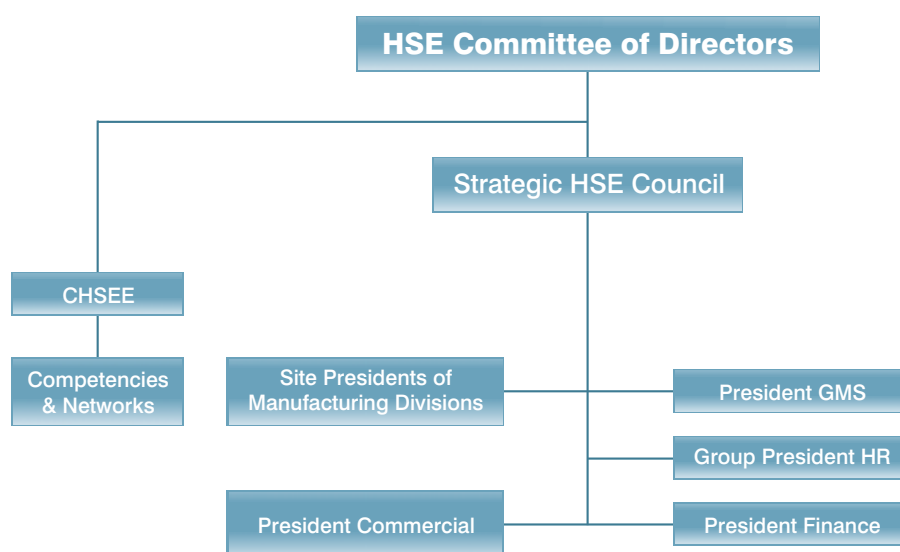 HSE Committee of Directors
Strategic HSE Council
CHSEE
Competencies
& Networks
Site Presidents of
Manufacturing Divisions
President GMS
Group President HR
President Commercial
President Finance